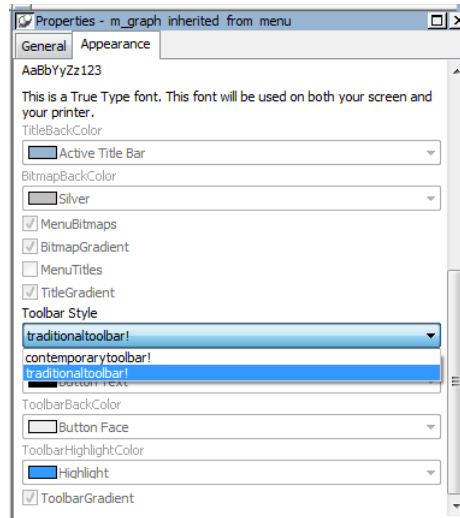 Properties - m_graph inherited from menu
General Appearance
AaBbYyZz123
This is a True Type font. This font will be used on both your screen and
your printer.
TitleBackColor
Active Title Bar
BitmapBackColor
Silver
MenuBitmaps
BitmapGradient
MenuTitles
TitleGradient
Toolbar Style
traditionaltoolbar!
contemporarytoolbar!
traditionaltoolbar!
Button Text
ToolbarBackColor
Button Face
ToolbarHighlightColor
Highlight
ToolbarGradient